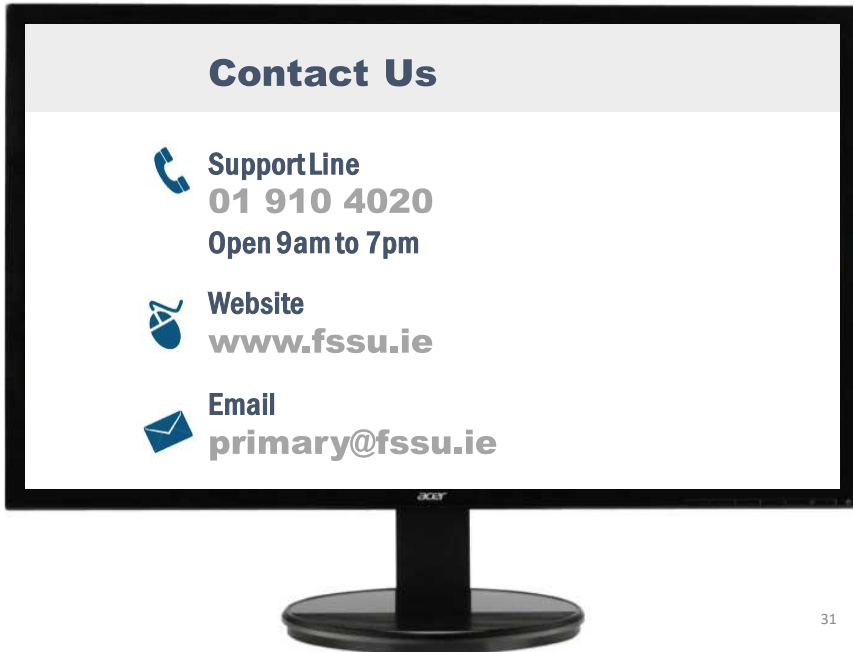 Contact Us
Support Line
01 910 4020
Open 9am to 7pm
Website
www.fssu.ie
Email
primary@fssu.ie
acer
31